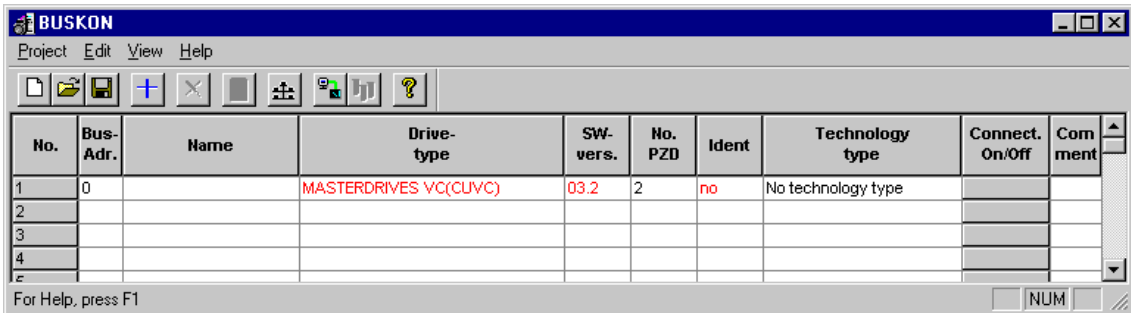 BUSKON
Project Edit View Help
No. Bus-Adr. Name Drive-type SW-vers. No. PZD Ident Technology type Connect. On/Off Com ment
1 0 MASTERDRIVES VC(CUVC) 03.2 2 no No technology type
2
3
4
5
For Help, press F1 NUM